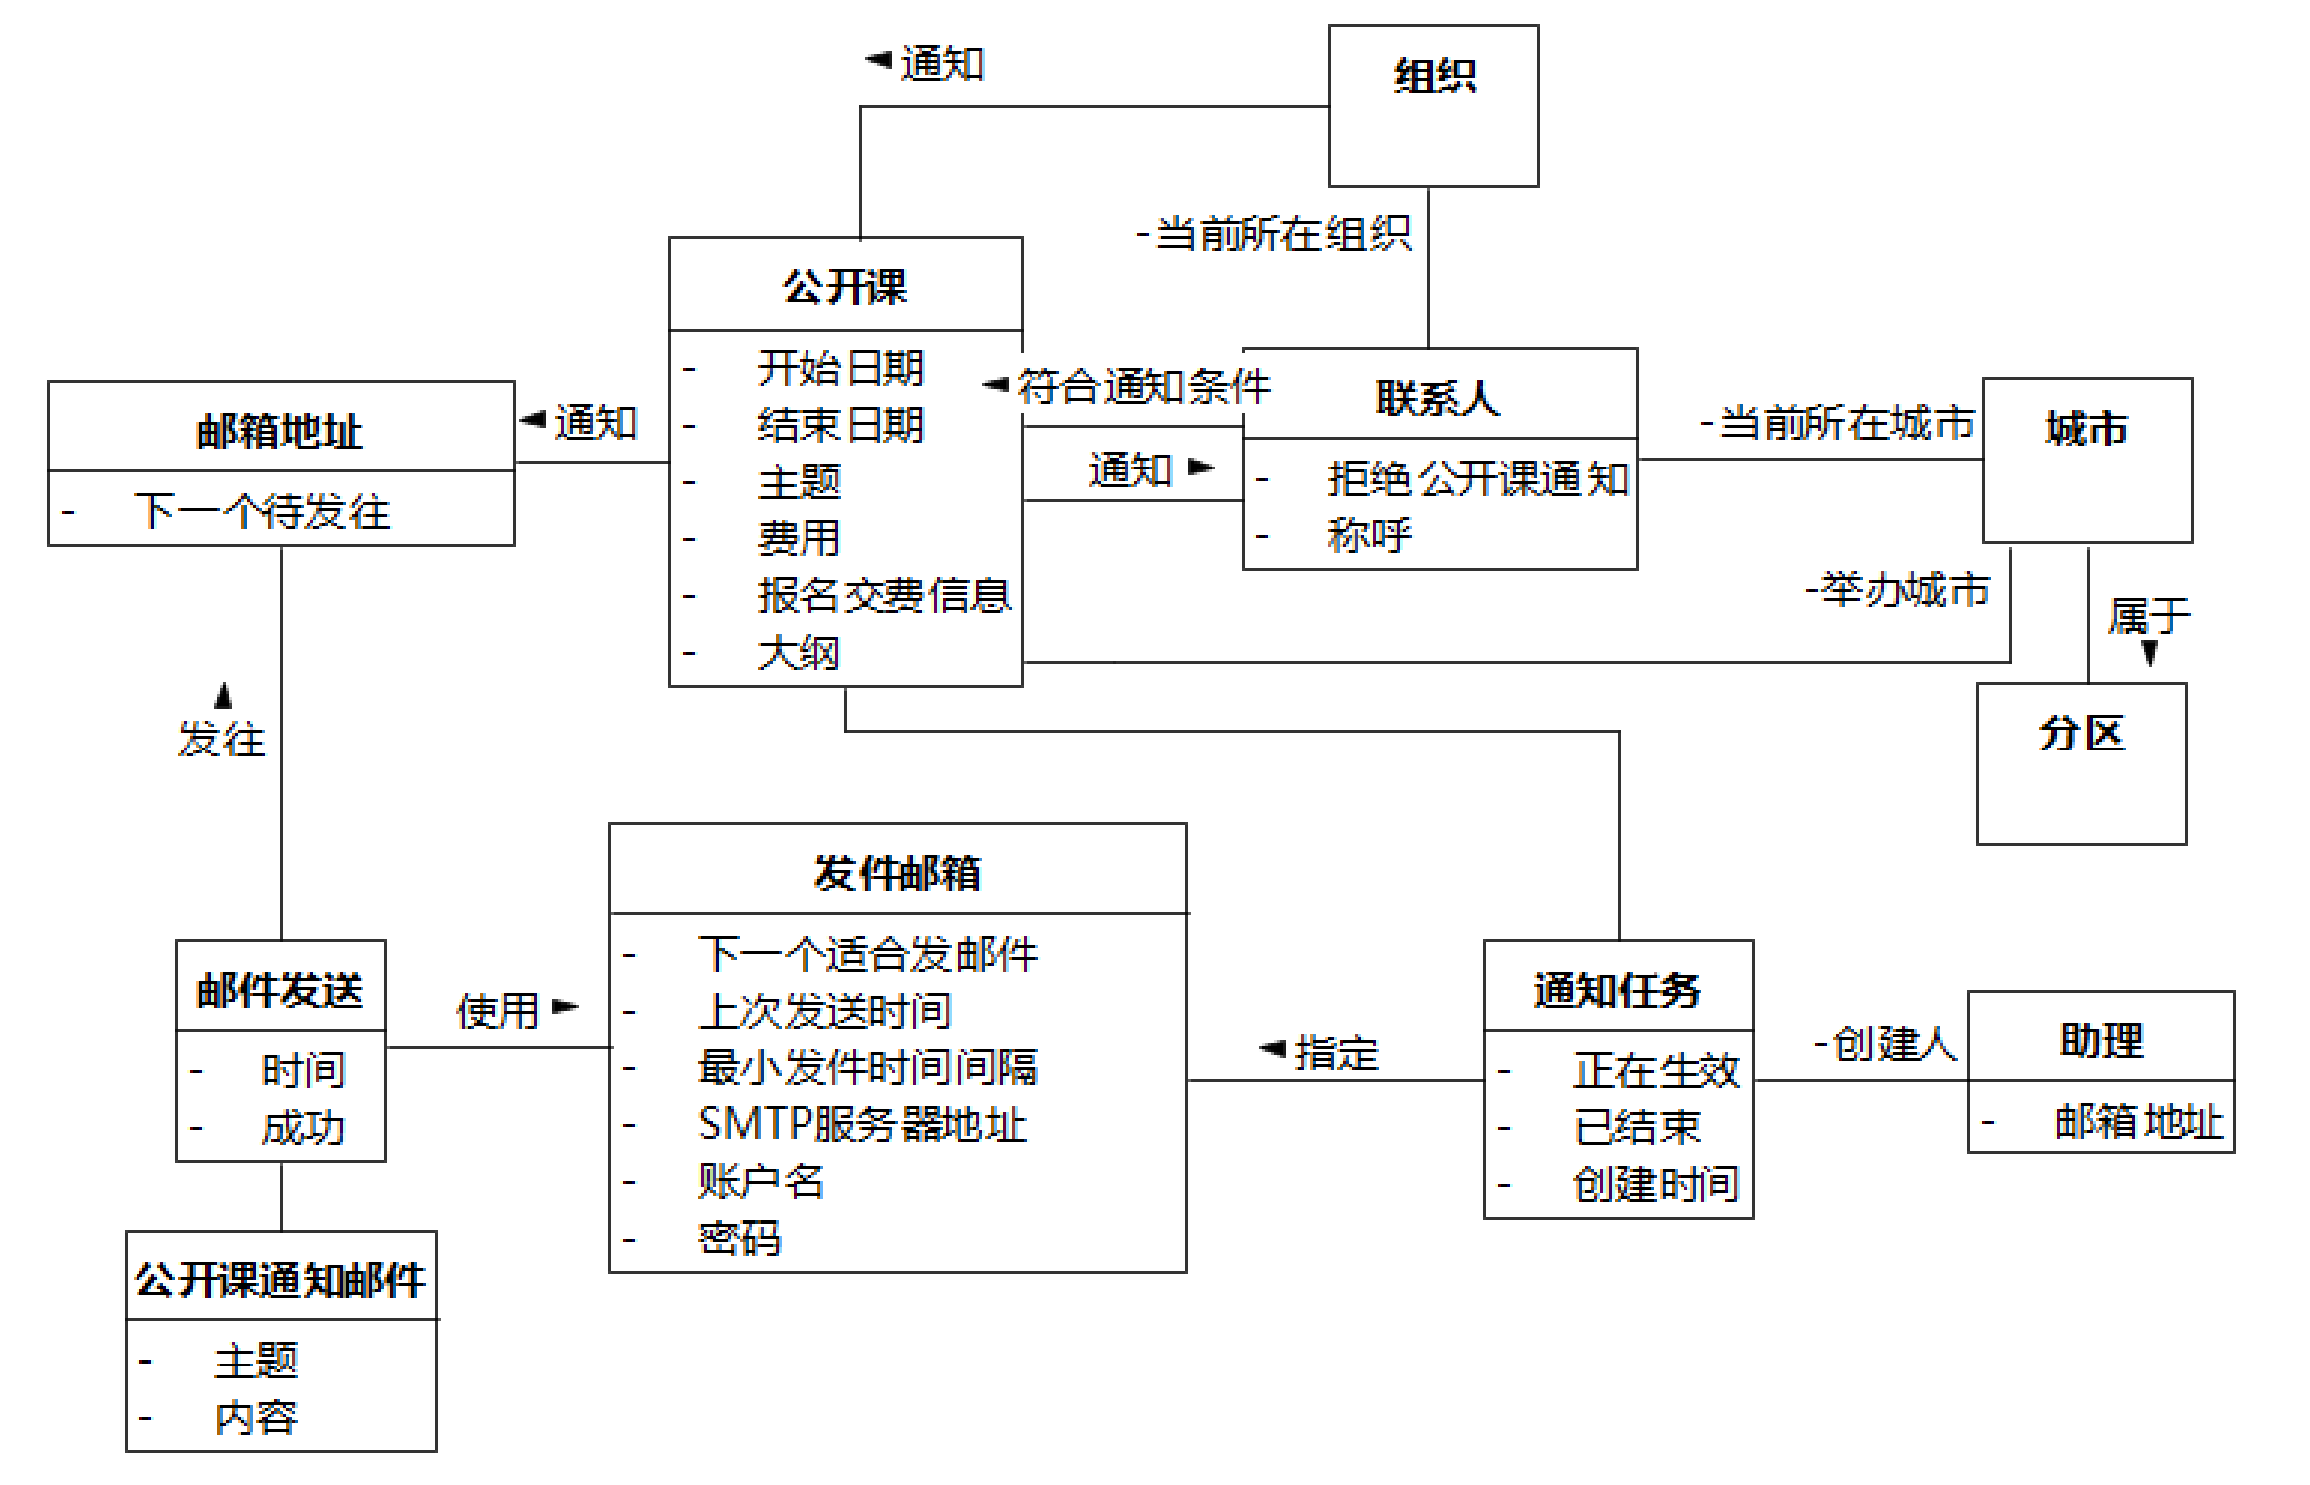 ◄通知
组织
-当前所在组织
公开课
- 开始日期
- 结束日期
- 主题
- 费用
- 报名交费信息
- 大纲
◄符合通知条件
通知►
联系人
- 拒绝公开课通知
- 称呼
-当前所在城市
城市
邮箱地址
- 下一个待发往
◄通知
-举办城市
属于
▼
分区
▲
发往
发件邮箱
- 下一个适合发邮件
- 上次发送时间
- 最小发件时间间隔
- SMTP服务器地址
- 账户名
- 密码
邮件发送
- 时间
- 成功
使用►
◄指定
通知任务
- 正在生效
- 已结束
- 创建时间
-创建人
助理
- 邮箱地址
公开课通知邮件
- 主题
- 内容